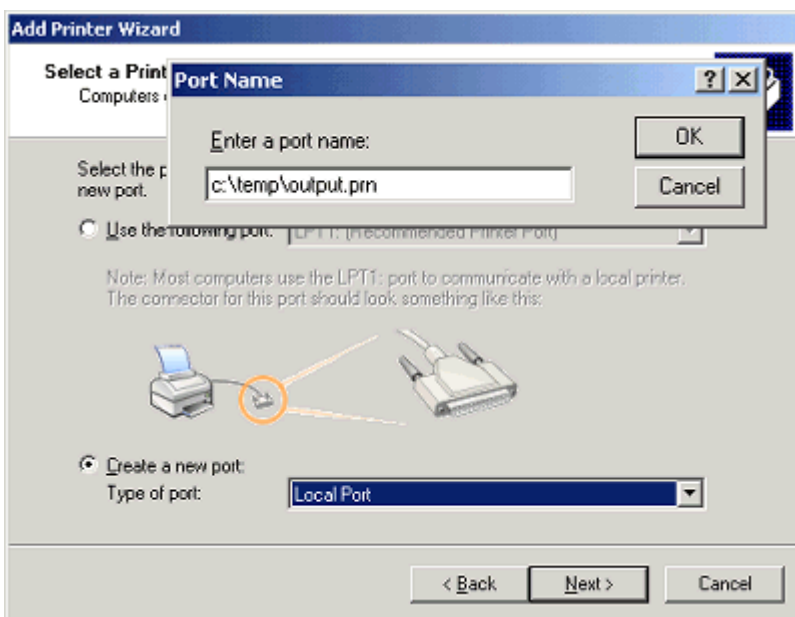 Add Printer Wizard
Select a Print
Computers
Port Name
Enter a port name:
c:\temp\output.prn
OK
Cancel
Select the p
new port.
Use the following port:
LPT1: (Recommended Printer Port)
Note: Most computers use the LPT1: port to communicate with a local printer.
The connector for this port should look something like this:
Create a new port:
Type of port:
Local Port
< Back
Next >
Cancel